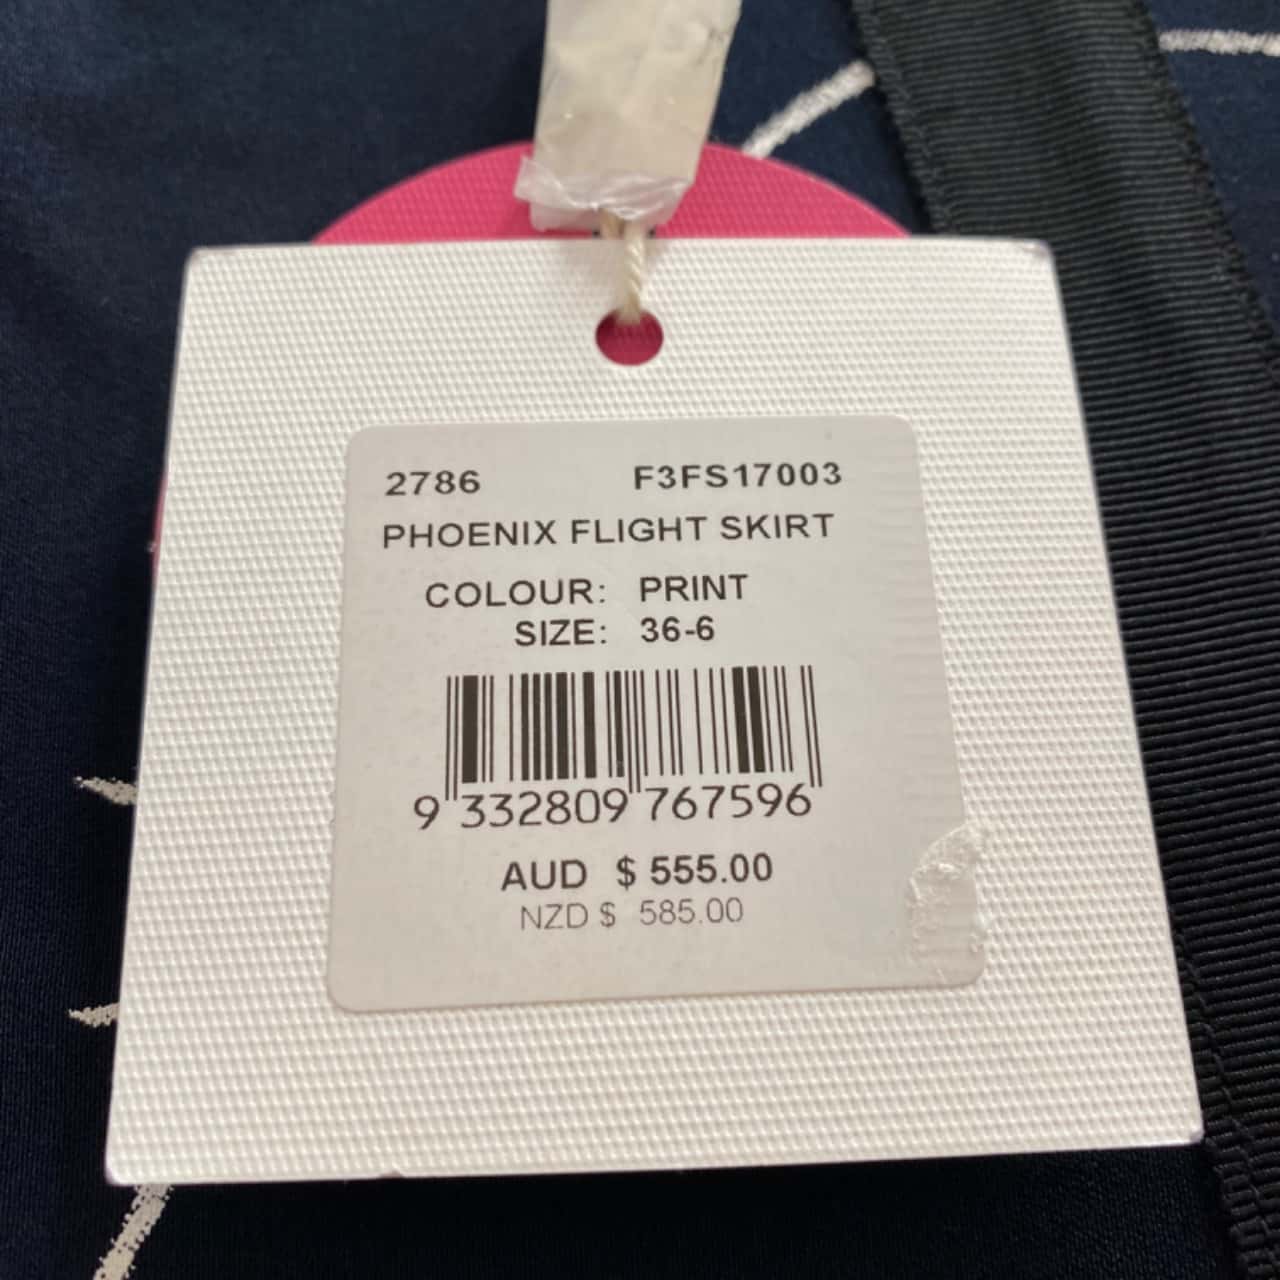 2786 F3FS17003
PHOENIX FLIGHT SKIRT
COLOUR: PRINT
SIZE: 36-6
9 332809 767596
AUD $ 555.00
NZD $ 585.00